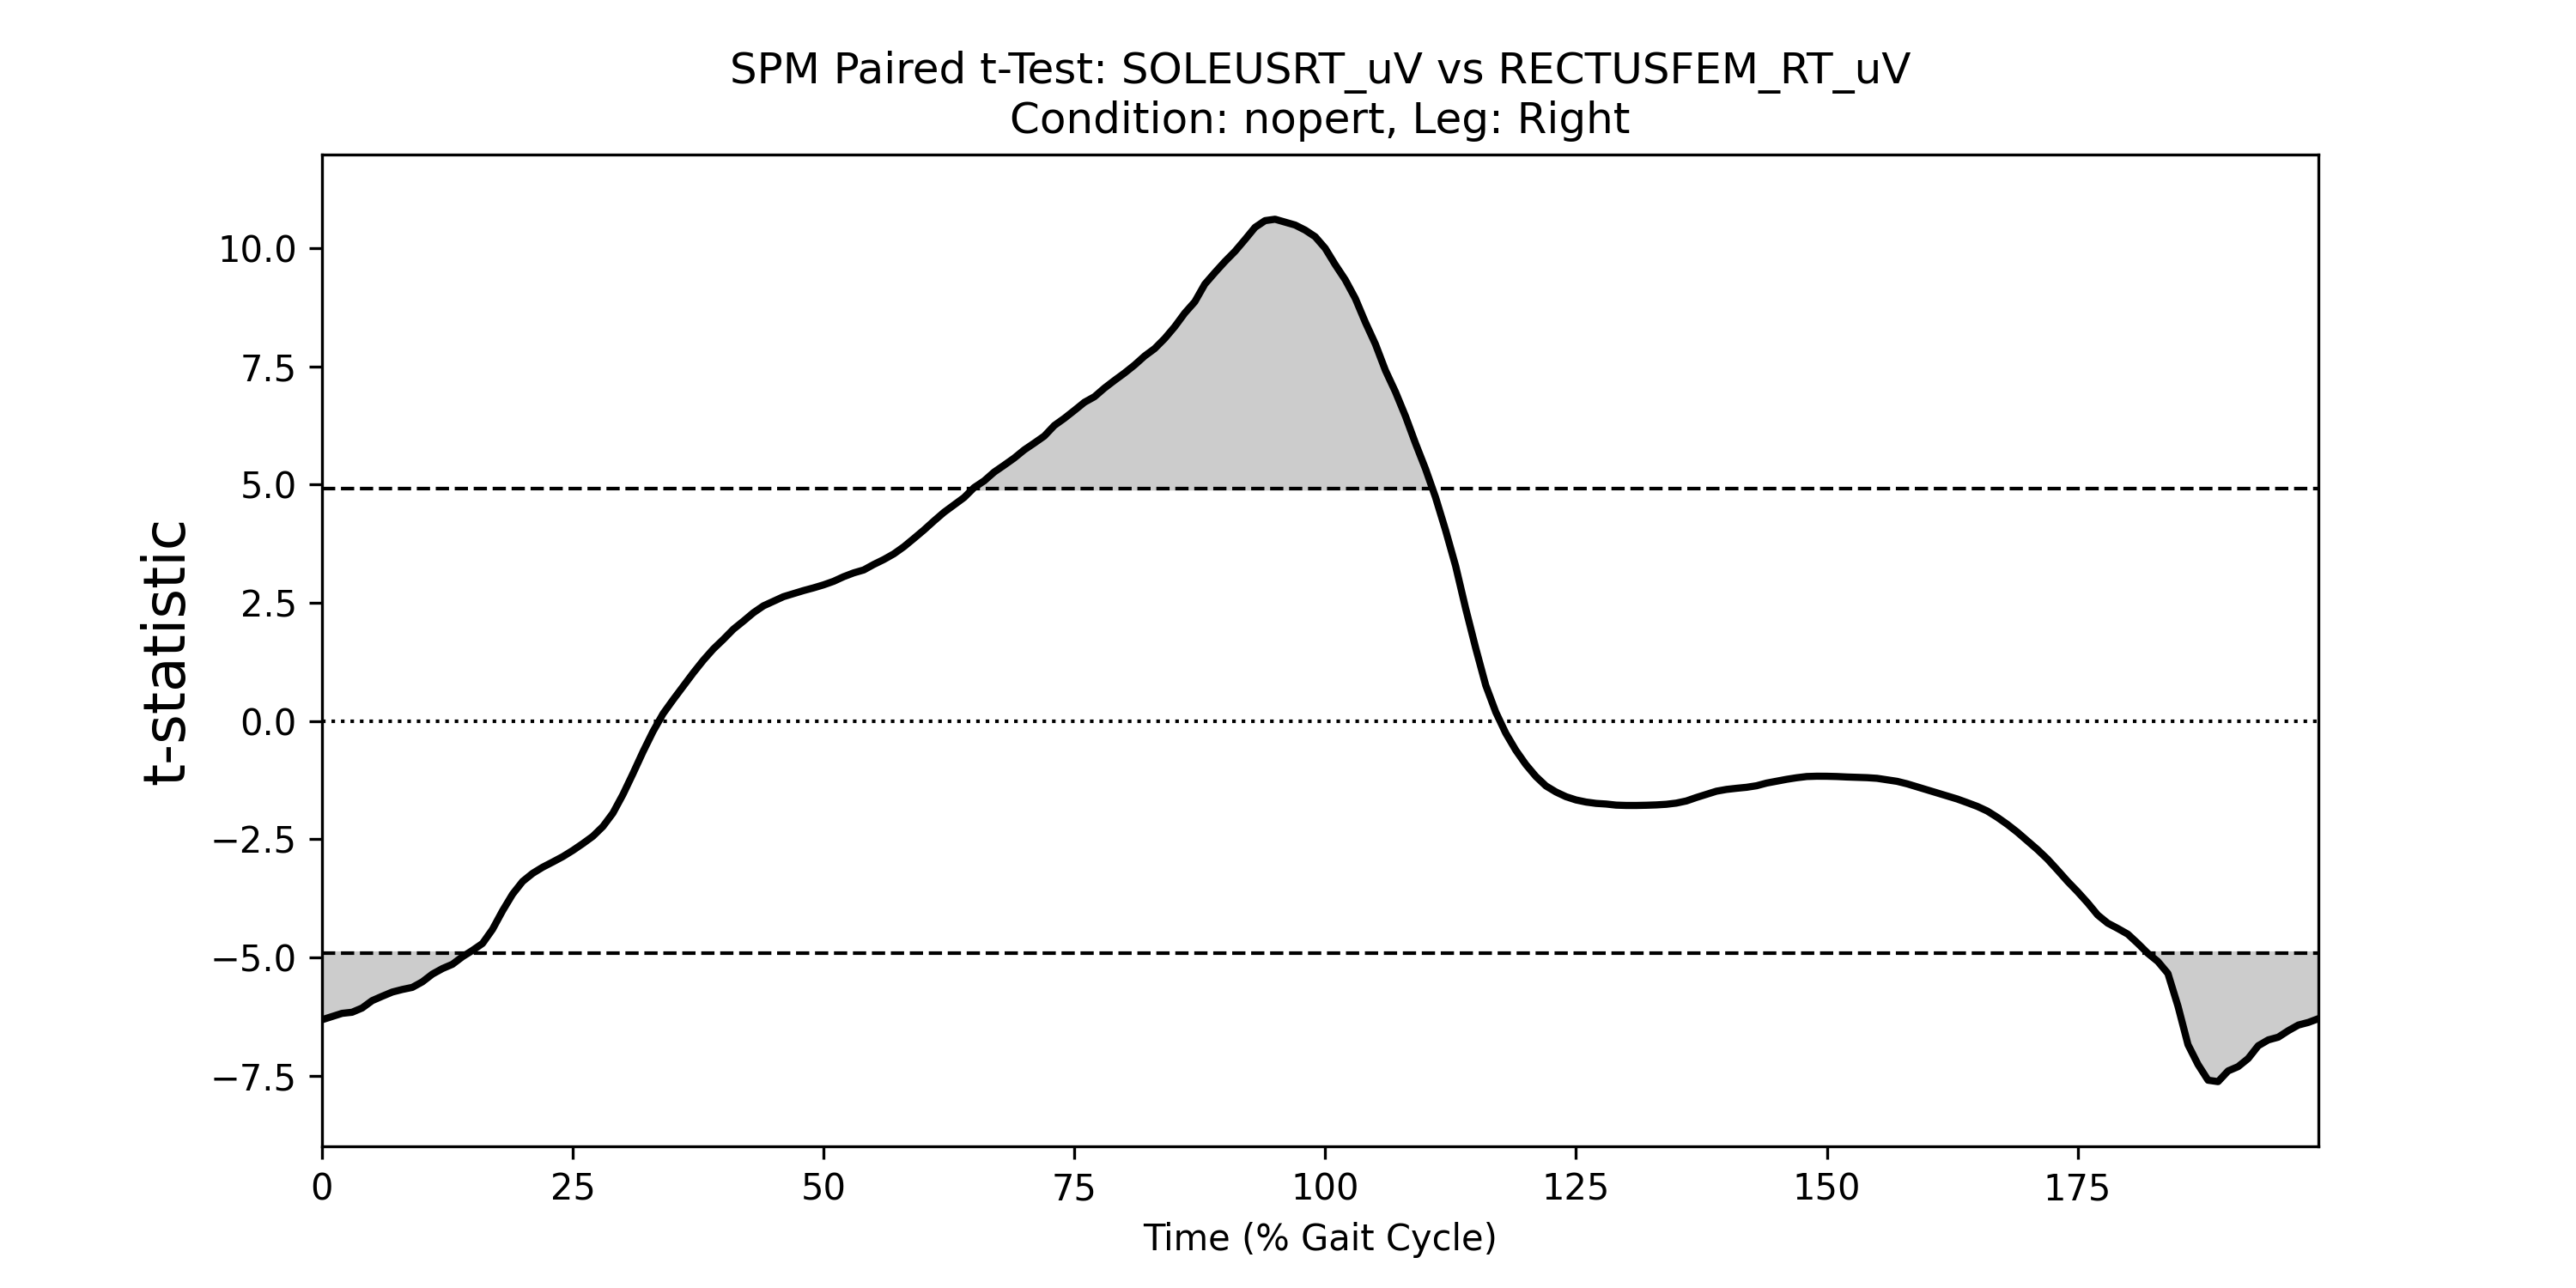 SPM Paired t-Test: SOLEUSRT_uV vs RECTUSFEM_RT_uV
Condition: nopert, Leg: Right
t-statistic
10.0
7.5
5.0
2.5
0.0
−2.5
−5.0
−7.5
0 25 50 75 100 125 150 175
Time (% Gait Cycle)